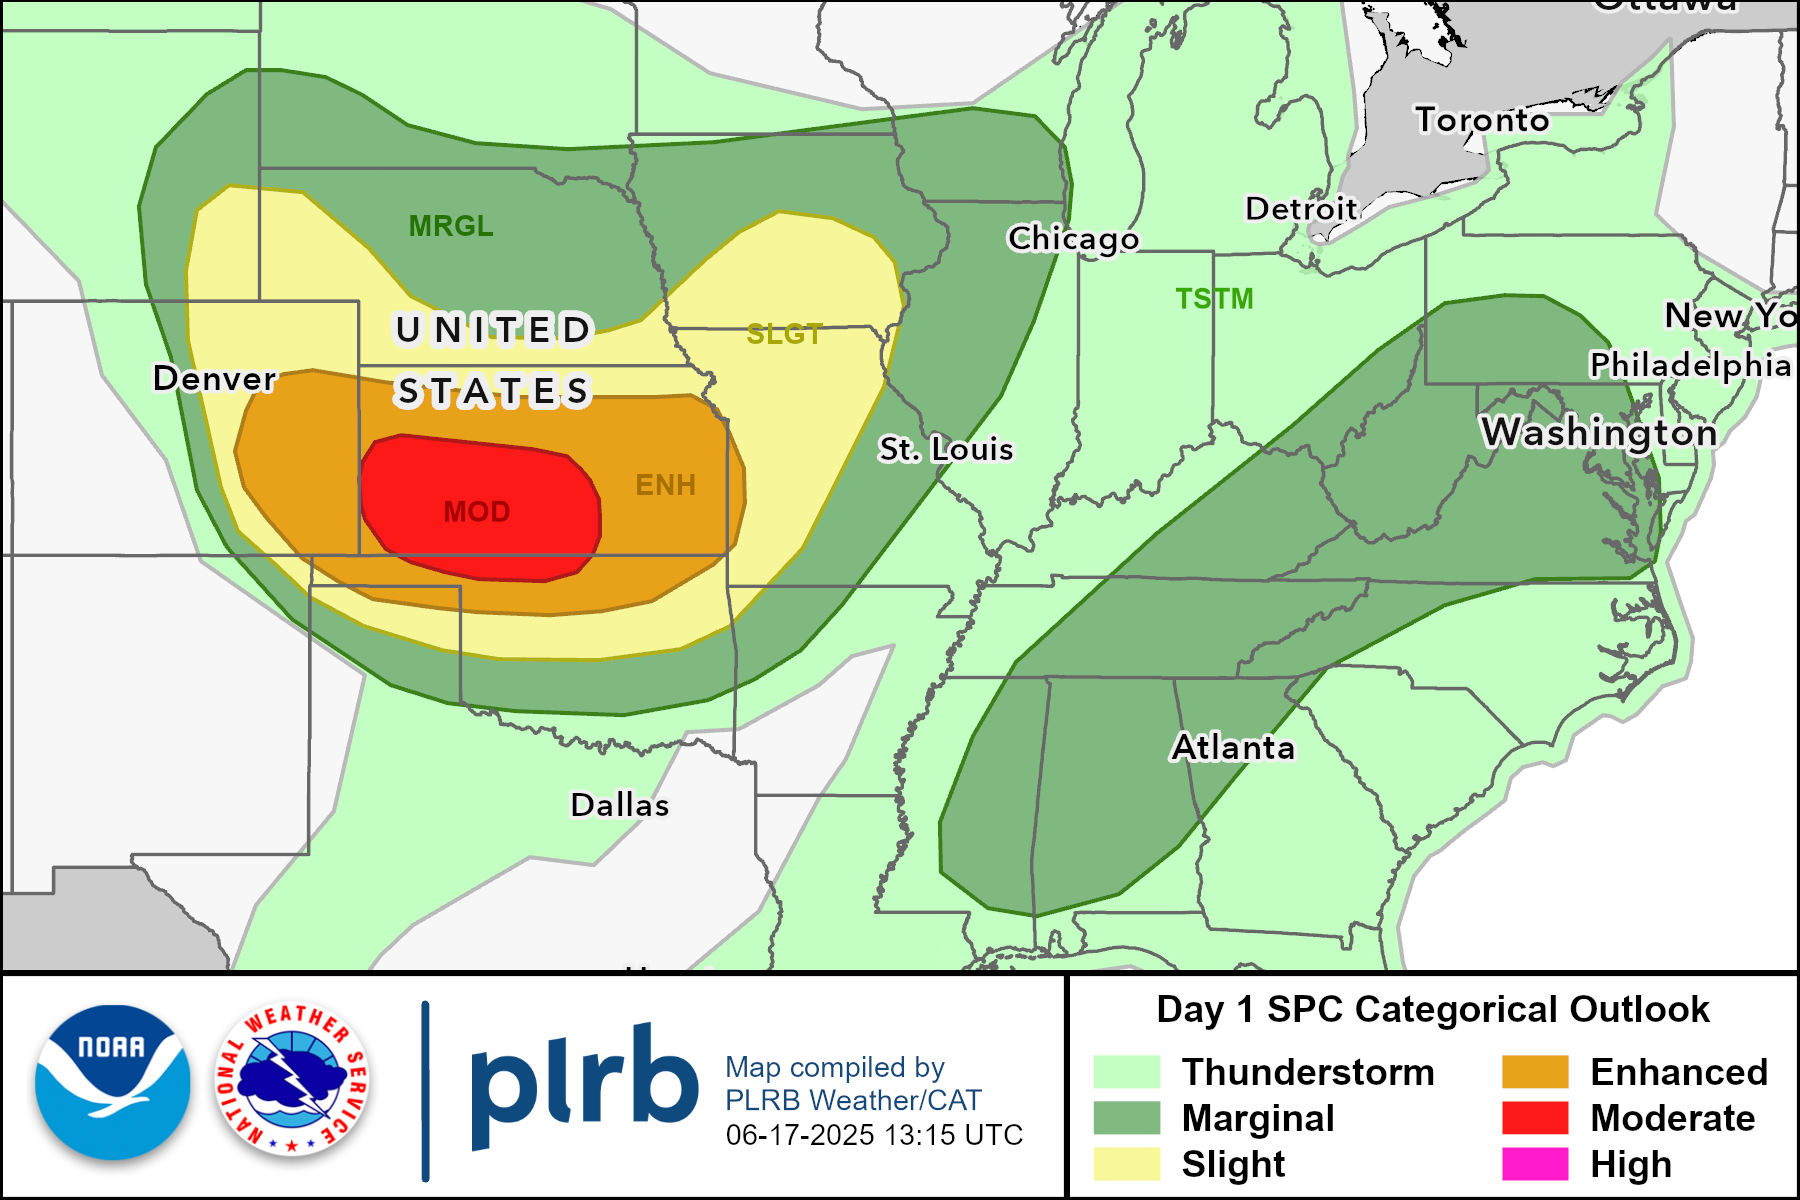 Ottawa
Toronto
Detroit
MRGL
Chicago
TSTM
New Yo
UNITED
SLGT
Philadelphia
Denver
STATES
Washington
St. Louis
ENH
MOD
Atlanta
Dallas
NOAA
NATIONAL WEATHER SERVICE
plrb
Map compiled by
PLRB Weather/CAT
06-17-2025 13:15 UTC
Day 1 SPC Categorical Outlook
Thunderstorm
Marginal
Slight
Enhanced
Moderate
High